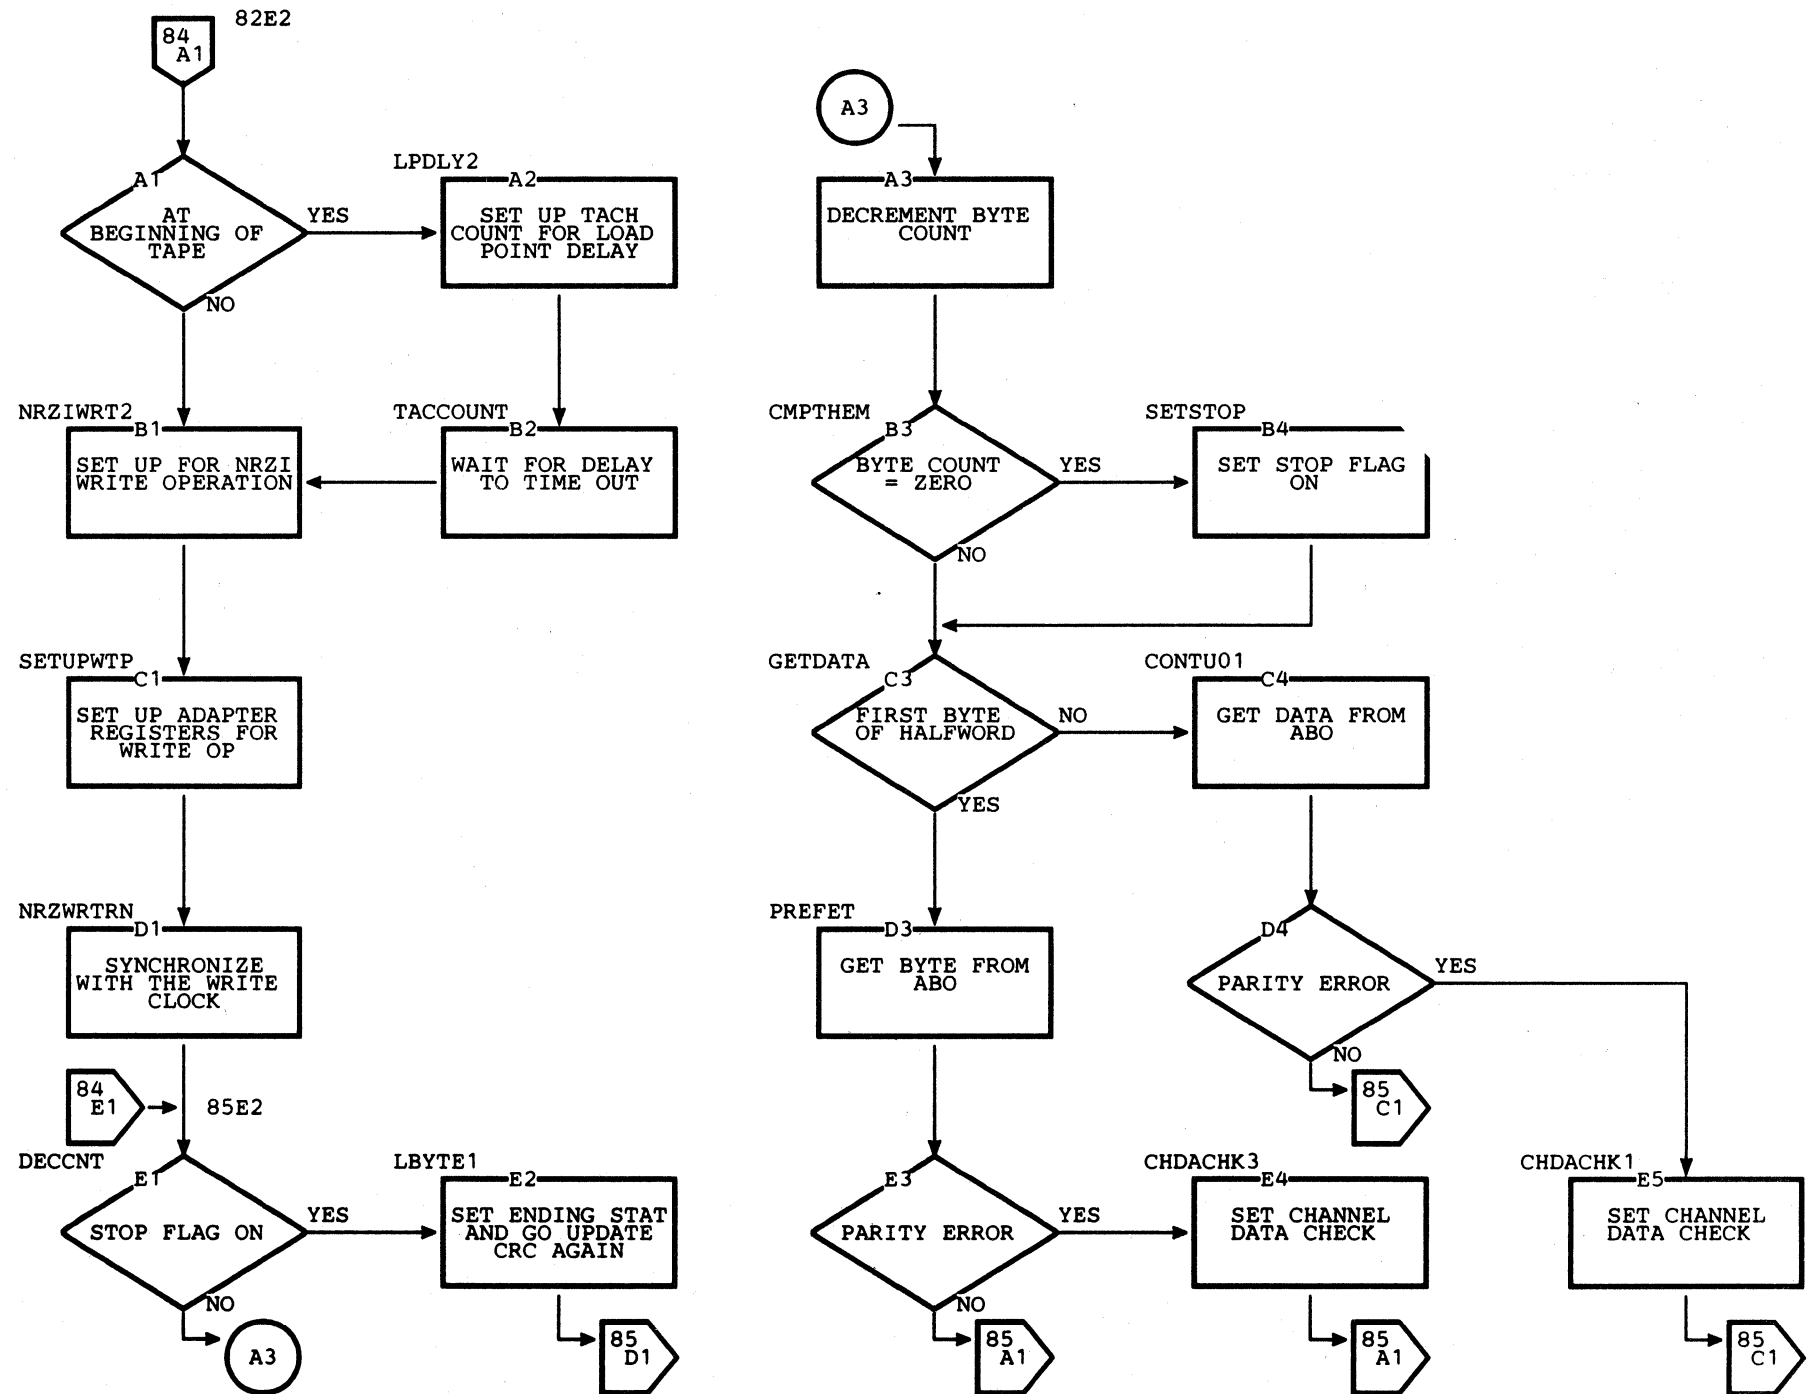 84
A1
82E2
A1
AT
BEGINNING OF
TAPE
YES
NO
LPDLY2
A2
SET UP TACH
COUNT FOR LOAD
POINT DELAY
NRZIWRT2
B1
SET UP FOR NRZI
WRITE OPERATION
TACCOUNT
B2
WAIT FOR DELAY
TO TIME OUT
SETUPWTP
C1
SET UP ADAPTER
REGISTERS FOR
WRITE OP
NRZWRTRN
D1
SYNCHRONIZE
WITH THE WRITE
CLOCK
84
E1
85E2
DECCNT
E1
STOP FLAG ON
YES
NO
A3
LBYTE1
E2
SET ENDING STAT
AND GO UPDATE
CRC AGAIN
85
D1
A3
A3
DECREMENT BYTE
COUNT
CMPTHEM
B3
BYTE COUNT
= ZERO
YES
NO
SETSTOP
B4
SET STOP FLAG
ON
GETDATA
C3
FIRST BYTE
OF HALFWORD
NO
YES
CONTU01
C4
GET DATA FROM
ABO
PREFET
D3
GET BYTE FROM
ABO
D4
PARITY ERROR
YES
NO
85
C1
E3
PARITY ERROR
YES
NO
85
A1
CHDACHK3
E4
SET CHANNEL
DATA CHECK
85
A1
CHDACHK1
E5
SET CHANNEL
DATA CHECK
85
C1